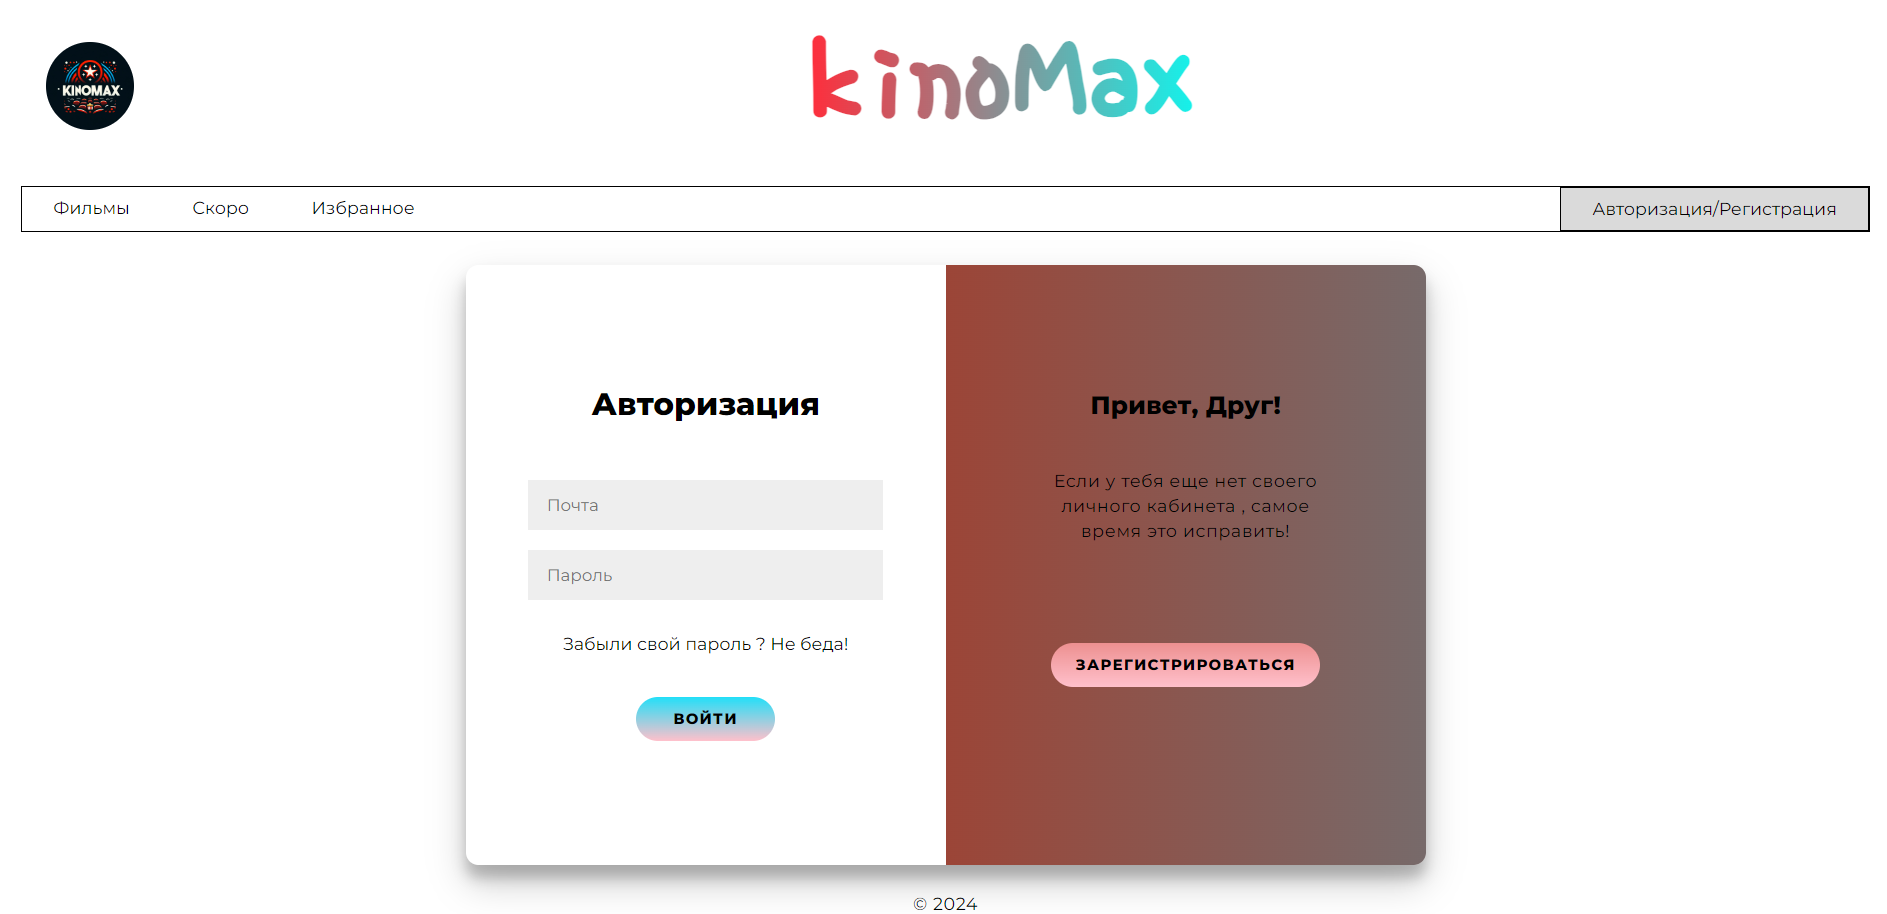 KINOMAX
kinoMax
Фильмы Скоро Избранное Авторизация/Регистрация
Авторизация
Почта
Пароль
Забыли свой пароль ? Не беда!
ВОЙТИ
Привет, Друг!
Если у тебя еще нет своего
личного кабинета , самое
время это исправить!
ЗАРЕГИСТРИРОВАТЬСЯ
© 2024